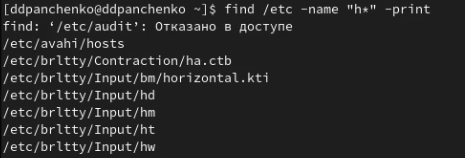 [ddpanchenko@ddpanchenko ~]$ find /etc -name "h*" -print
find: ‘/etc/audit’: Отказано в доступе
/etc/avahi/hosts
/etc/brltty/Contraction/ha.ctb
/etc/brltty/Input/bm/horizontal.kti
/etc/brltty/Input/hd
/etc/brltty/Input/hm
/etc/brltty/Input/ht
/etc/brltty/Input/hw